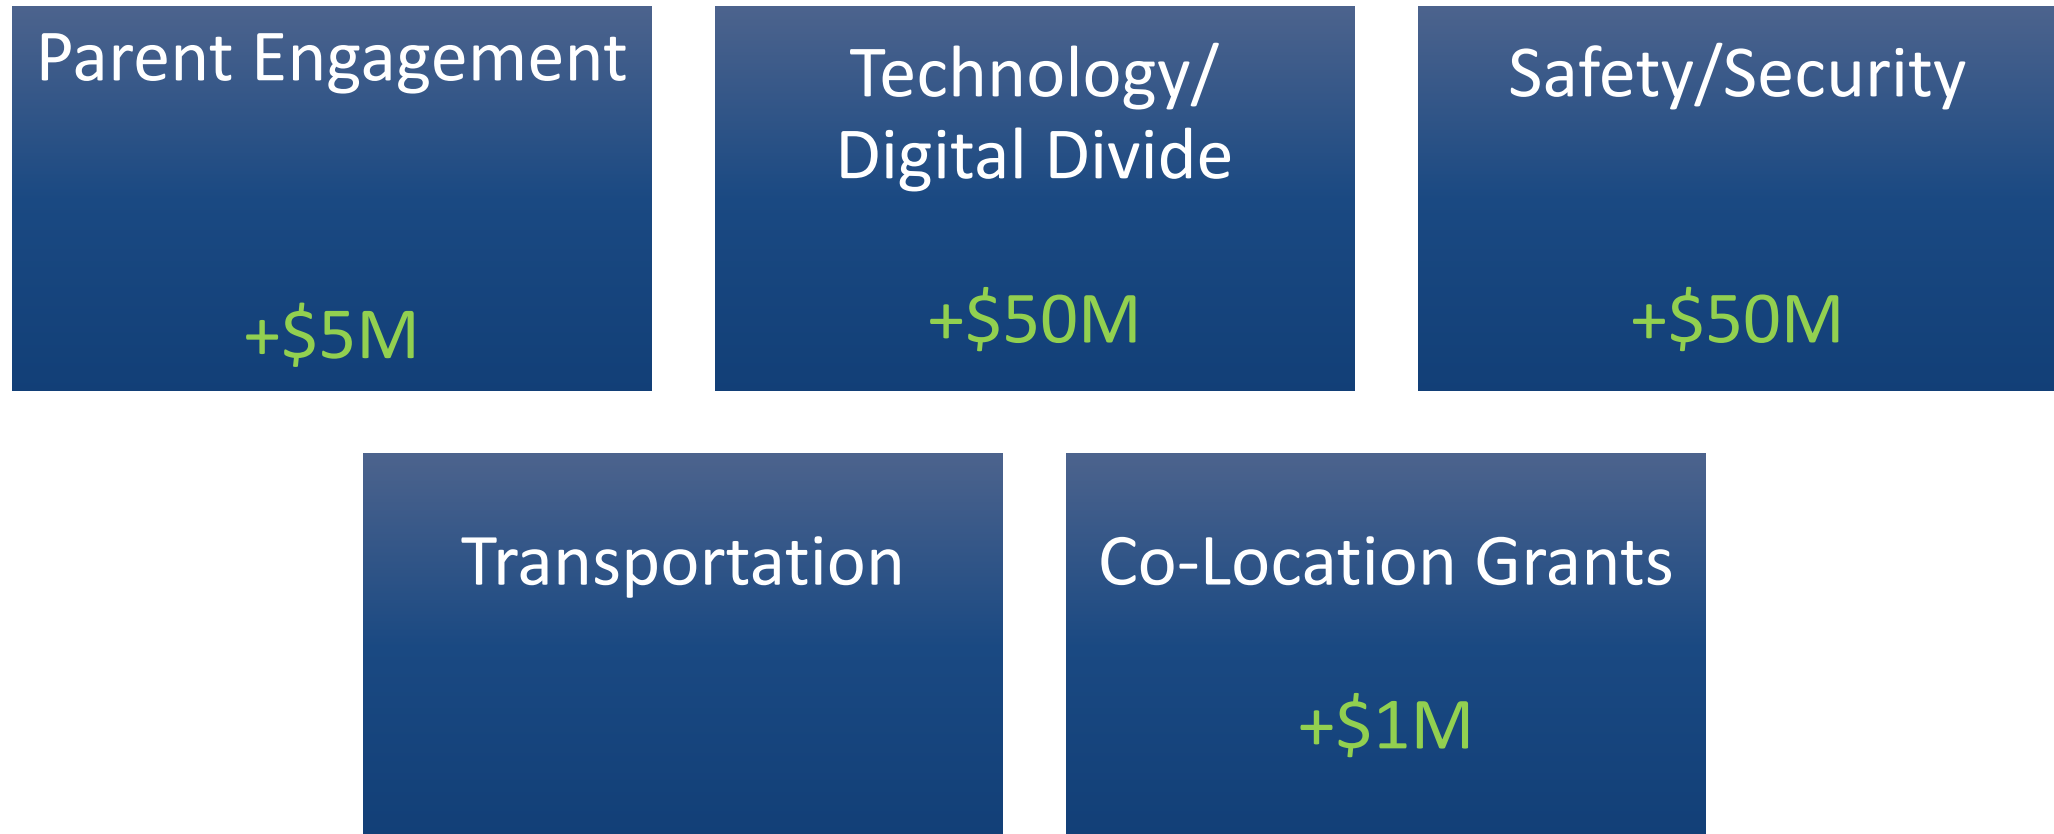 Parent Engagement
+$5M
Technology/
Digital Divide
+$50M
Safety/Security
+$50M
Transportation
Co-Location Grants
+$1M